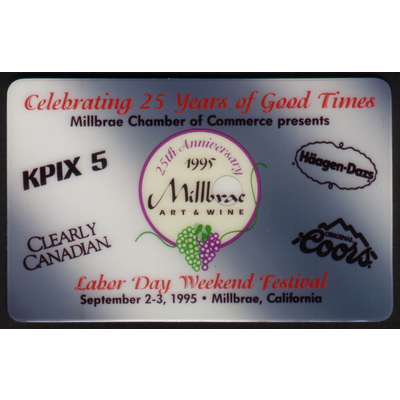 Celebrating 25 Years of Good Times
Millbrae Chamber of Commerce presents
25th Anniversary
1995
Millbrae
ART & WINE
KPIX 5
Häagen-Dazs
CLEARLY
CANADIAN
ORIGINAL
Coors
Labor Day Weekend Festival
September 2-3, 1995 • Millbrae, California